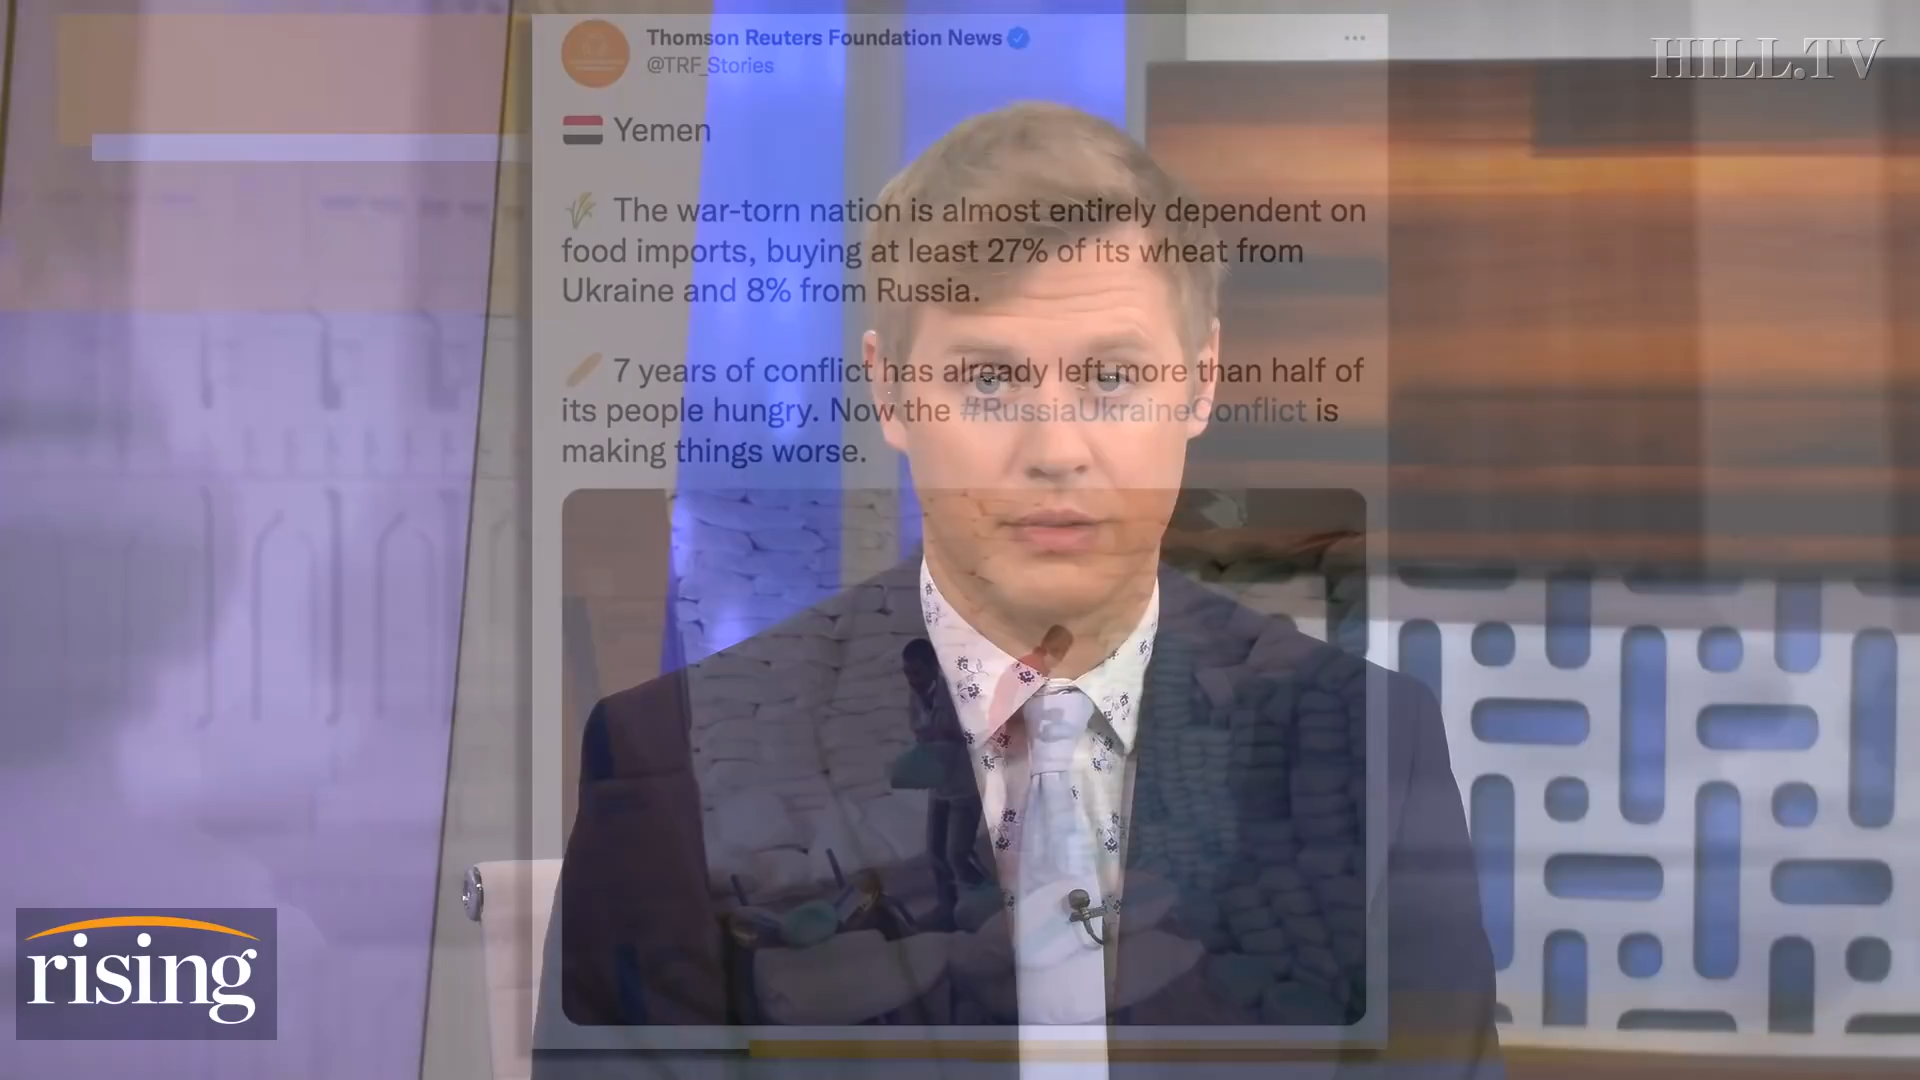 Thomson Reuters Foundation News
@TRF_Stories
HILL.TV
Yemen
The war-torn nation is almost entirely dependent on
food imports, buying at least 27% of its wheat from
Ukraine and 8% from Russia.
7 years of conflict has already left more than half of
its people hungry. Now the #RussiaUkraineConflict is
making things worse.
rising